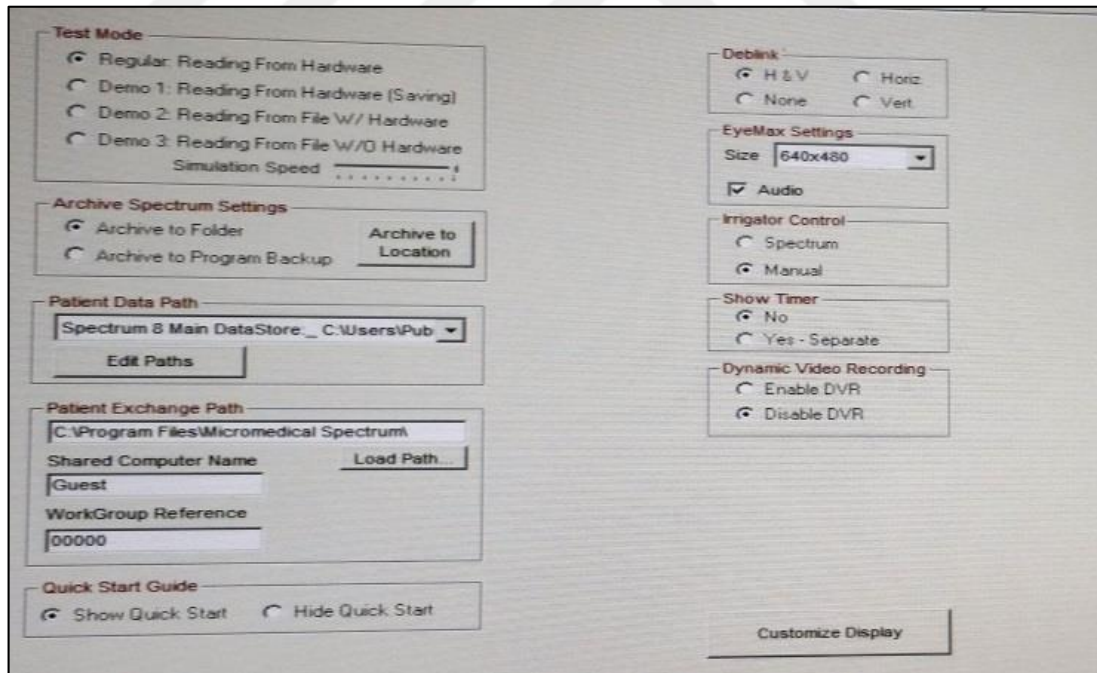 Test Mode
Regular: Reading From Hardware
Demo 1: Reading From Hardware (Saving)
Demo 2: Reading From File W/ Hardware
Demo 3: Reading From File W/O Hardware
Simulation Speed
Archive Spectrum Settings
Archive to Folder
Archive to Program Backup
Archive to
Location
Patient Data Path
Spectrum 8 Main DataStore:_ C:\Users\Pub
Edit Paths
Patient Exchange Path
C:\Program Files\Micromedical Spectrum\
Shared Computer Name
Load Path...
Guest
WorkGroup Reference
00000
Quick Start Guide
Show Quick Start Hide Quick Start
Deblink
H & V Horiz
None Vert
EyeMax Settings
Size 640x480
Audio
Irrigator Control
Spectrum
Manual
Show Timer
No
Yes - Separate
Dynamic Video Recording
Enable DVR
Disable DVR
Customize Display